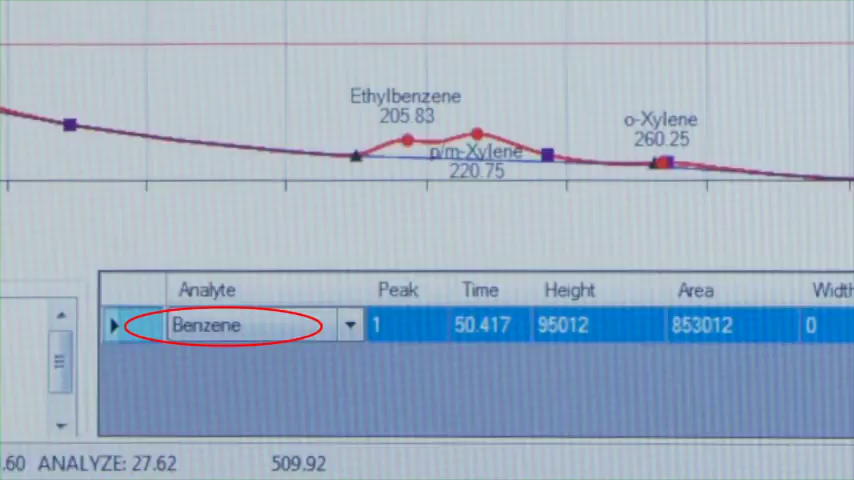 Ethylbenzene
205.83
o-Xylene
260.25
p/m-Xylene
220.75
Analyte Peak Time Height Area Width
Benzene 1 50.417 95012 853012 0
.60 ANALYZE: 27.62 509.92